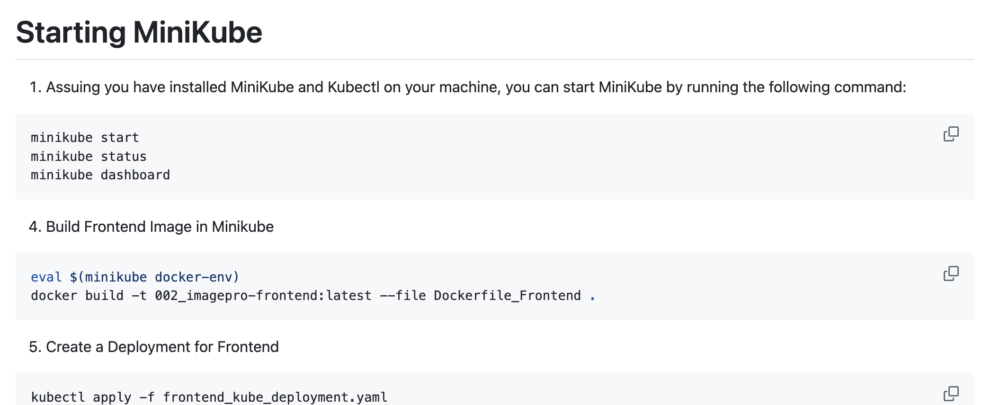 Starting MiniKube
1. Assuing you have installed MiniKube and Kubectl on your machine, you can start MiniKube by running the following command:
minikube start
minikube status
minikube dashboard
4. Build Frontend Image in Minikube
eval $(minikube docker-env)
docker build -t 002_imagepro-frontend:latest --file Dockerfile_Frontend .
5. Create a Deployment for Frontend
kubectl apply -f frontend_kube_deployment.yaml